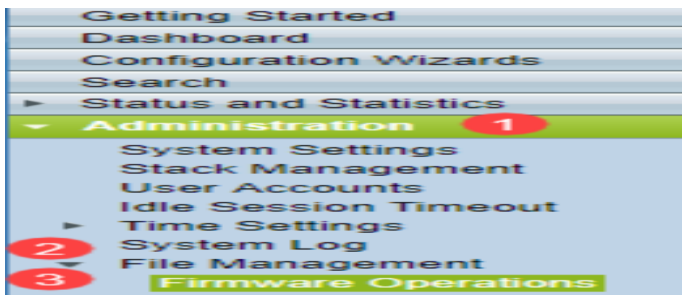 Getting Started
Dashboard
Configuration Wizards
Search
Status and Statistics
Administration 1
System Settings
Stack Management
User Accounts
Idle Session Timeout
Time Settings
2 System Log
File Management
3 Firmware Operations